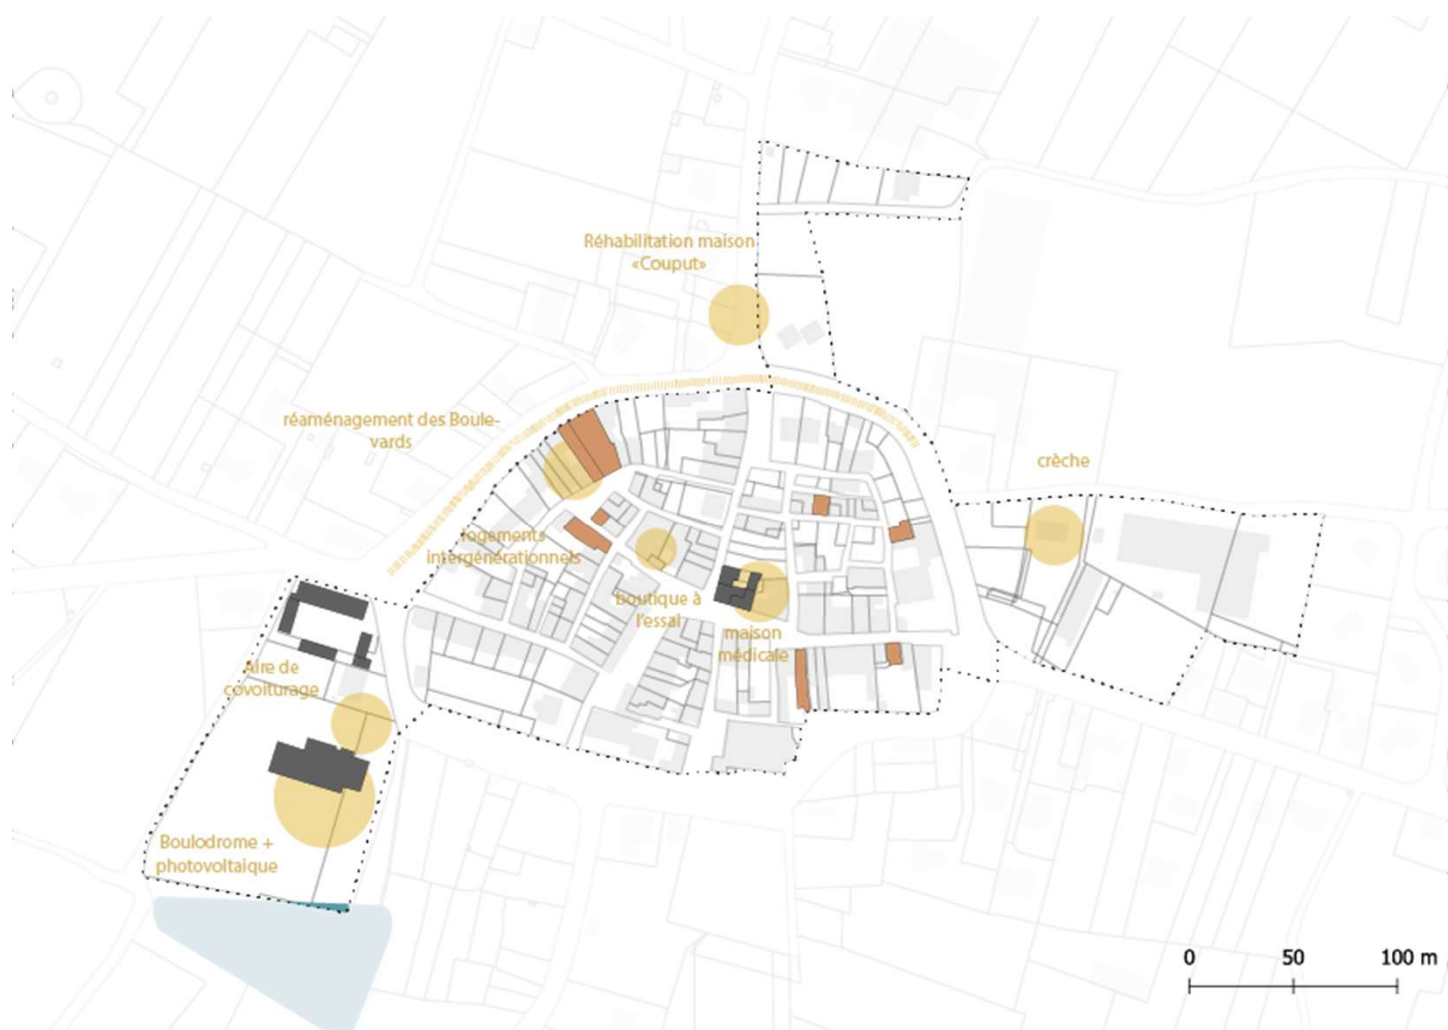 Réhabilitation maison
«Couput»
réaménagement des Boule-
vards
crèche
logements
intergénérationnels
boutique à
l'essai
maison
médicale
Aire de
covoiturage
Boulodrome +
photovoltaique
0 50 100 m